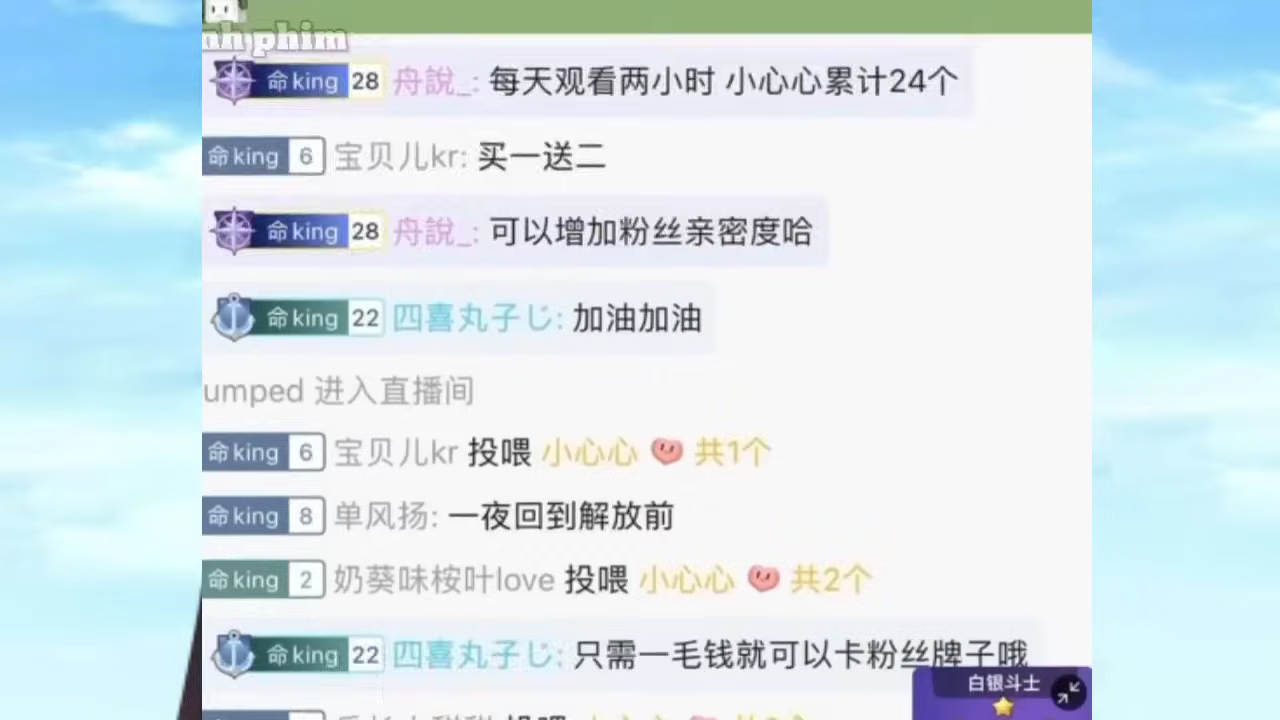 nh phim
命king 28 舟說_: 每天观看两小时 小心心累计24个
命king 6 宝贝儿kr: 买一送二
命king 28 舟說_: 可以增加粉丝亲密度哈
命king 22 四喜丸子じ: 加油加油
umped 进入直播间
命king 6 宝贝儿kr 投喂 小心心 共1个
命king 8 单风扬: 一夜回到解放前
命king 2 奶葵味桉叶love 投喂 小心心 共2个
命king 22 四喜丸子じ: 只需一毛钱就可以卡粉丝牌子哦
白银斗士